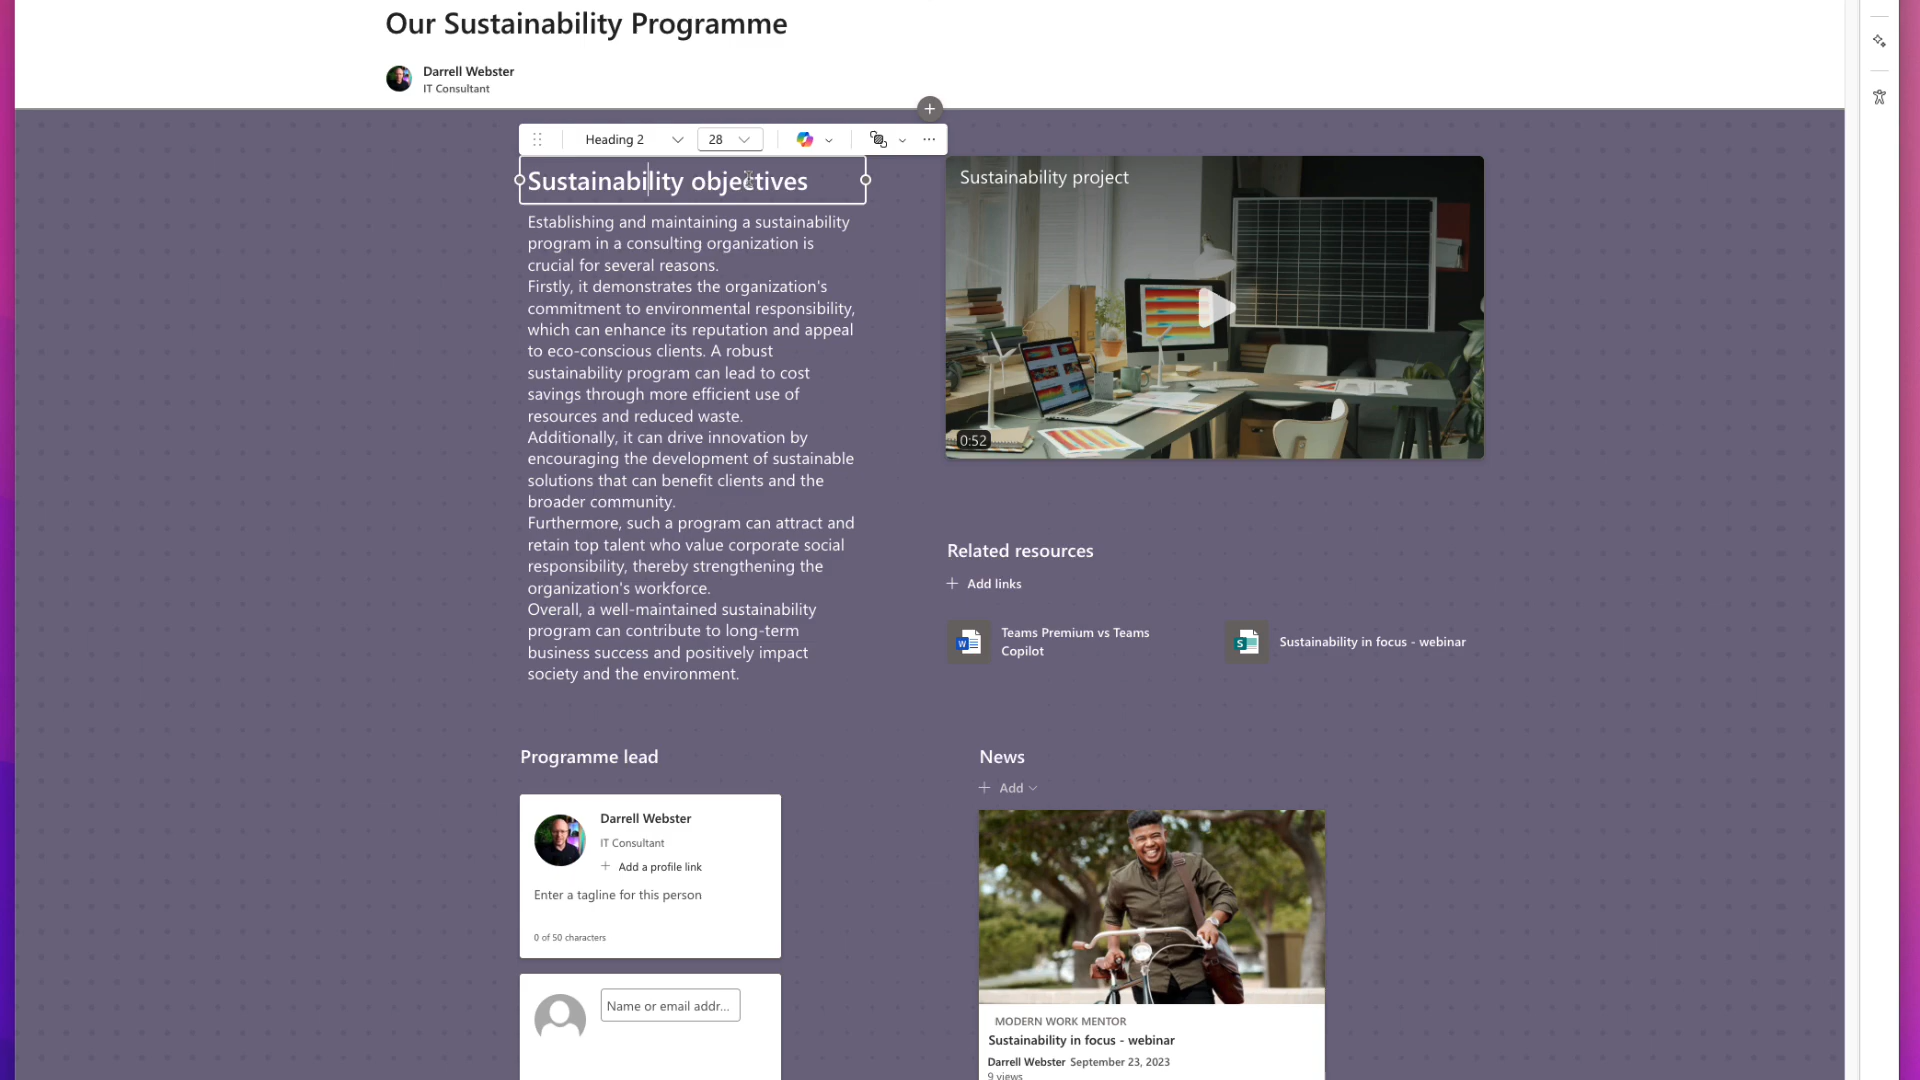 Our Sustainability Programme
Darrell Webster
IT Consultant
Heading 2
28
Sustainability objectives
Establishing and maintaining a sustainability
program in a consulting organization is
crucial for several reasons.
Firstly, it demonstrates the organization's
commitment to environmental responsibility,
which can enhance its reputation and appeal
to eco-conscious clients. A robust
sustainability program can lead to cost
savings through more efficient use of
resources and reduced waste.
Additionally, it can drive innovation by
encouraging the development of sustainable
solutions that can benefit clients and the
broader community.
Furthermore, such a program can attract and
retain top talent who value corporate social
responsibility, thereby strengthening the
organization's workforce.
Overall, a well-maintained sustainability
program can contribute to long-term
business success and positively impact
society and the environment.
Sustainability project
0:52
Related resources
Add links
Teams Premium vs Teams
Copilot
Sustainability in focus - webinar
Programme lead
Darrell Webster
IT Consultant
Add a profile link
Enter a tagline for this person
0 of 50 characters
Name or email addr...
News
Add
MODERN WORK MENTOR
Sustainability in focus - webinar
Darrell Webster September 23, 2023
9 views